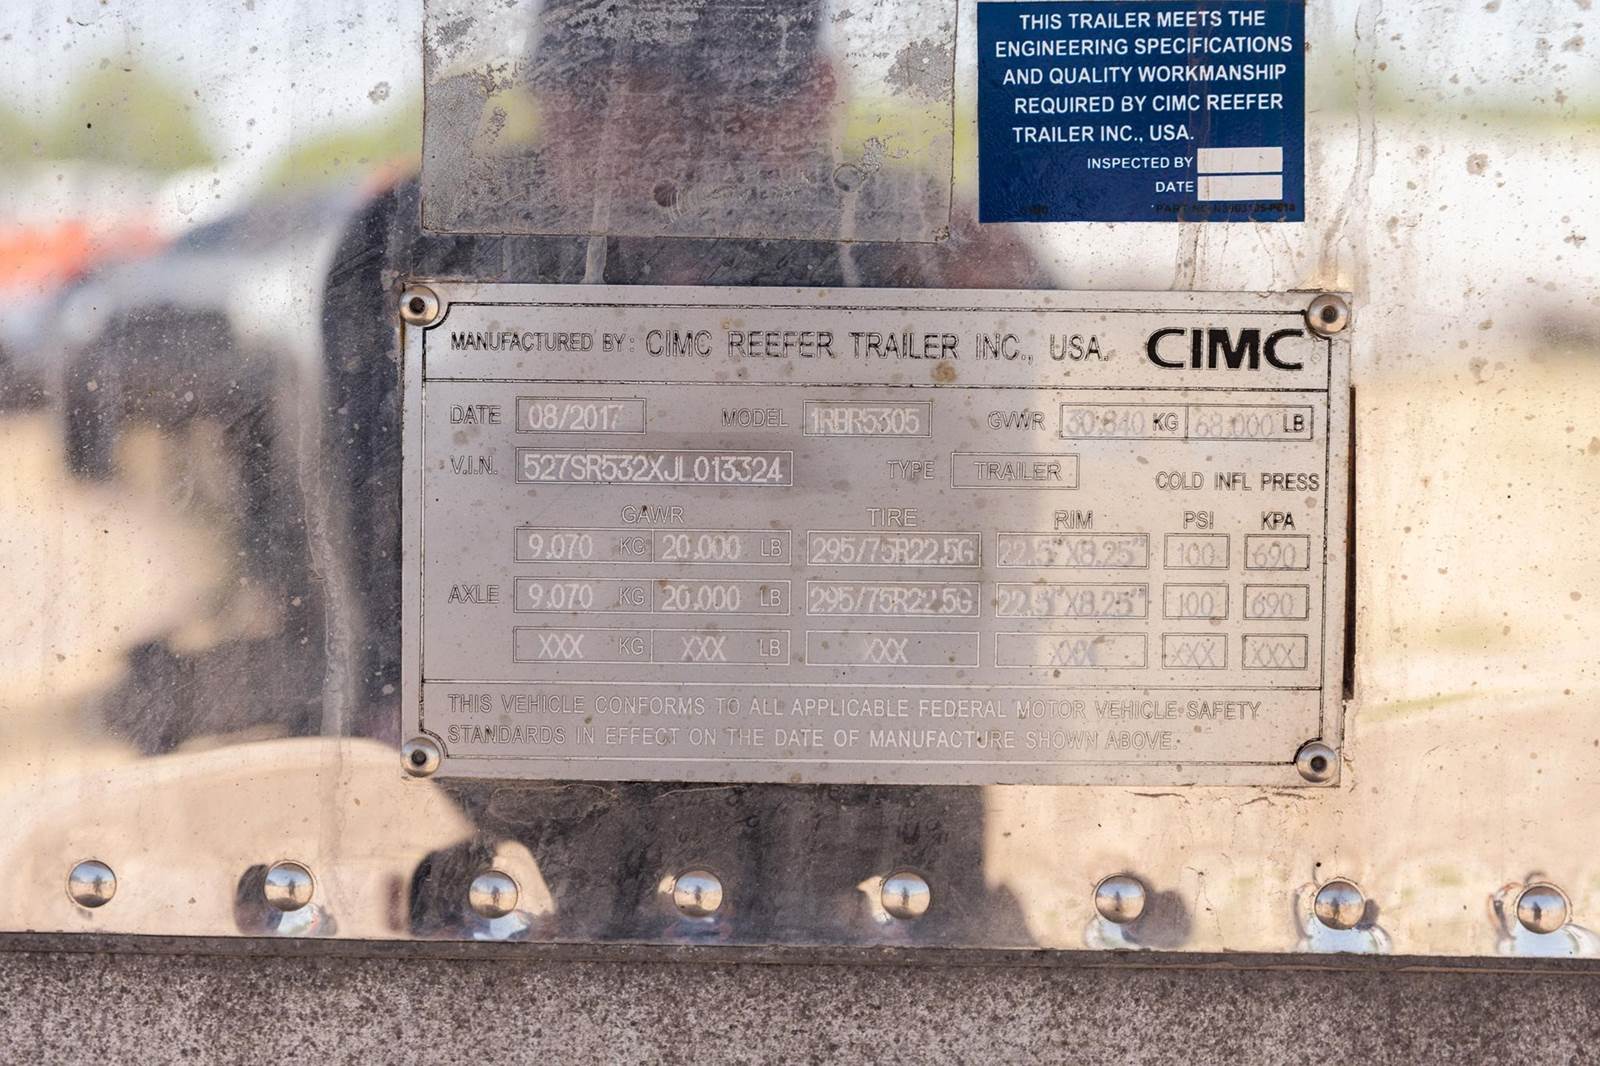 THIS TRAILER MEETS THE
ENGINEERING SPECIFICATIONS
AND QUALITY WORKMANSHIP
REQUIRED BY CIMC REEFER
TRAILER INC., USA.
INSPECTED BY
DATE
MANUFACTURED BY: CIMC REEFER TRAILER INC., USA. CIMC
DATE 08/2017 MODEL 1RBR5305 GVWR 30.840 KG 68.000 LB
V.I.N. 527SR532XJL013324 TYPE TRAILER COLD INFL PRESS
GAWR TIRE RIM PSI KPA
9.070 KG 20.000 LB 295/75R22.5G 22.5"X8.25" 100 690
AXLE 9.070 KG 20.000 LB 295/75R22.5G 22.5"X8.25" 100 690
XXX KG XXX LB XXX XXX XXX XXX
THIS VEHICLE CONFORMS TO ALL APPLICABLE FEDERAL MOTOR VEHICLE SAFETY
STANDARDS IN EFFECT ON THE DATE OF MANUFACTURE SHOWN ABOVE.